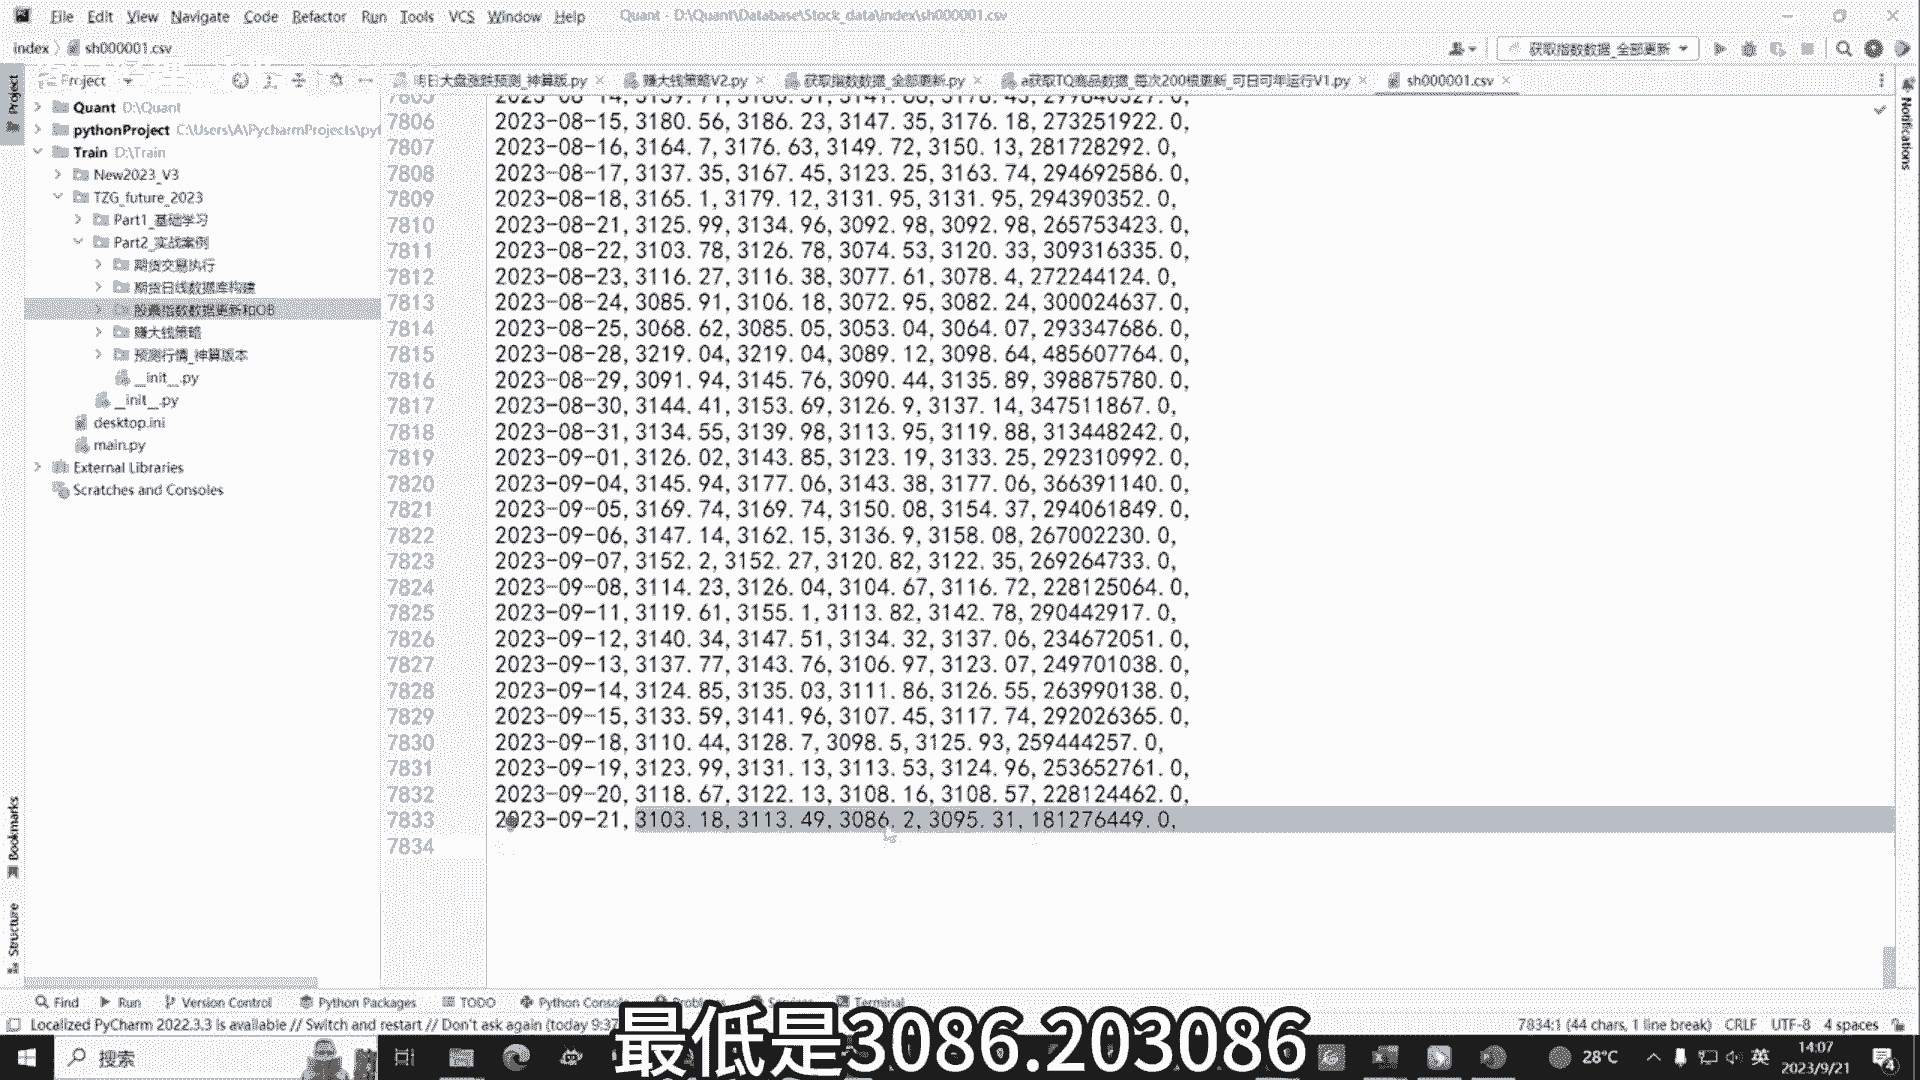 File Edit View Navigate Code Refactor Run Tools VCS Window Help Quant - D:\Quant\Database\Stock_data\index\sh000001.csv
index sh000001.csv 获取指数数据_全部更新
Project 明日大盘涨跌预测_神算版.py 赚大钱策略V2.py 获取指数数据_全部更新.py a获取TQ商品数据_每次200根更新_可日可年运行V1.py sh000001.csv
Project
Notifications
Quant D:\Quant
pythonProject C:\Users\A\PycharmProjects\pyt
Train D:\Train
New2023_V3
TZG_future_2023
Part1_基础学习
Part2_实战案例
期货交易执行
期货日线数据库构建
股票指数数据更新和OB
赚大钱策略
预测行情_神算版本
__init__.py
__init__.py
desktop.ini
main.py
External Libraries
Scratches and Consoles
7806 2023-08-15,3180.56,3186.23,3147.35,3176.18,273251922.0,
7807 2023-08-16,3164.7,3176.63,3149.72,3150.13,281728292.0,
7808 2023-08-17,3137.35,3167.45,3123.25,3163.74,294692586.0,
7809 2023-08-18,3165.1,3179.12,3131.95,3131.95,294390352.0,
7810 2023-08-21,3125.99,3134.96,3092.98,3092.98,265753423.0,
7811 2023-08-22,3103.78,3126.78,3074.53,3120.33,309316335.0,
7812 2023-08-23,3116.27,3116.38,3077.61,3078.4,272244124.0,
7813 2023-08-24,3085.91,3106.18,3072.95,3082.24,300024637.0,
7814 2023-08-25,3068.62,3085.05,3053.04,3064.07,293347686.0,
7815 2023-08-28,3219.04,3219.04,3089.12,3098.64,485607764.0,
7816 2023-08-29,3091.94,3145.76,3090.44,3135.89,398875780.0,
7817 2023-08-30,3144.41,3153.69,3126.9,3137.14,347511867.0,
7818 2023-08-31,3134.55,3139.98,3113.95,3119.88,313448242.0,
7819 2023-09-01,3126.02,3143.85,3123.19,3133.25,292310992.0,
7820 2023-09-04,3145.94,3177.06,3143.38,3177.06,366391140.0,
7821 2023-09-05,3169.74,3169.74,3150.08,3154.37,294061849.0,
7822 2023-09-06,3147.14,3162.15,3136.9,3158.08,267002230.0,
7823 2023-09-07,3152.2,3152.27,3120.82,3122.35,269264733.0,
7824 2023-09-08,3114.23,3126.04,3104.67,3116.72,228125064.0,
7825 2023-09-11,3119.61,3155.1,3113.82,3142.78,290442917.0,
7826 2023-09-12,3140.34,3147.51,3134.32,3137.06,234672051.0,
7827 2023-09-13,3137.77,3143.76,3106.97,3123.07,249701038.0,
7828 2023-09-14,3124.85,3135.03,3111.86,3126.55,263990138.0,
7829 2023-09-15,3133.59,3141.96,3107.45,3117.74,292026365.0,
7830 2023-09-18,3110.44,3128.7,3098.5,3125.93,259444257.0,
7831 2023-09-19,3123.99,3131.13,3113.53,3124.96,253652761.0,
7832 2023-09-20,3118.67,3122.13,3108.16,3108.57,228124462.0,
7833 2023-09-21,3103.18,3113.49,3086.2,3095.31,181276449.0,
7834
Bookmarks
Structure
Find Run Version Control Python Packages TODO Python Console Terminal
Localized PyCharm 2022.3.3 is available // Switch and restart // Don't ask again (today 9:37 7834:1 (44 chars, 1 line break) CRLF UTF-8 4 spaces
最低是3086.203086
搜索 28°C 英 14:07
2023/9/21